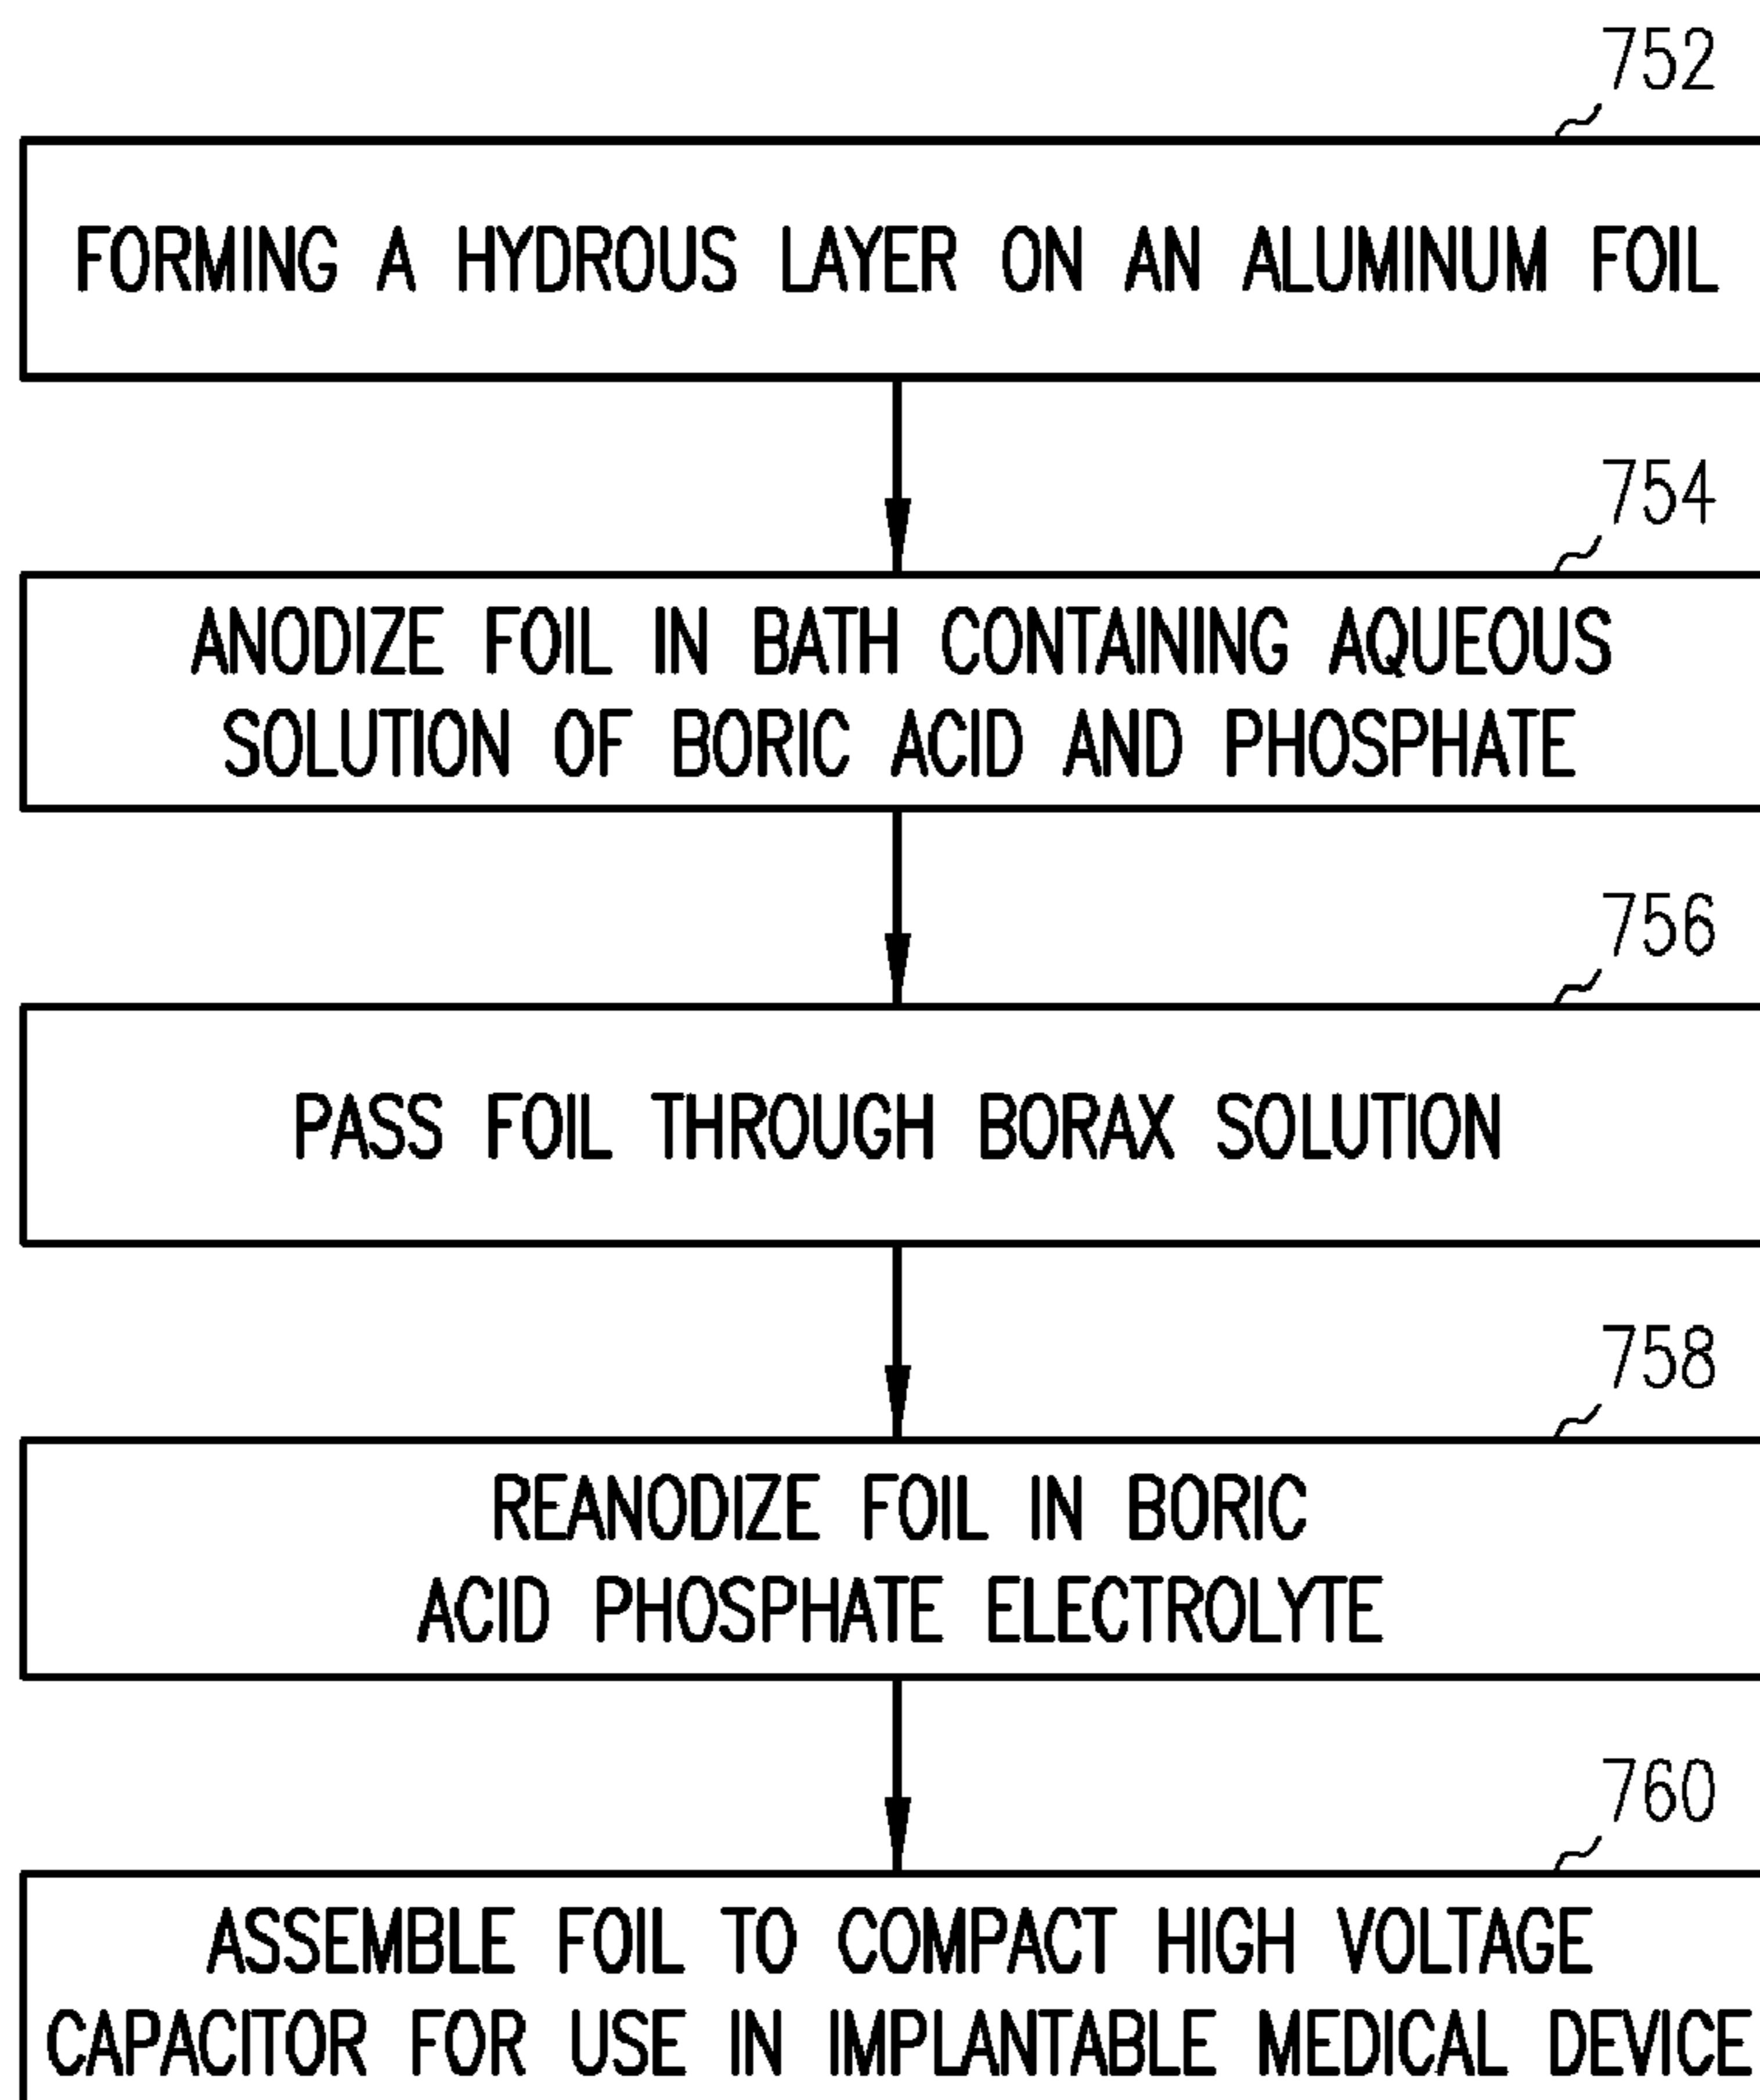 752
FORMING A HYDROUS LAYER ON AN ALUMINUM FOIL
754
ANODIZE FOIL IN BATH CONTAINING AQUEOUS
SOLUTION OF BORIC ACID AND PHOSPHATE
756
PASS FOIL THROUGH BORAX SOLUTION
758
REANODIZE FOIL IN BORIC
ACID PHOSPHATE ELECTROLYTE
760
ASSEMBLE FOIL TO COMPACT HIGH VOLTAGE
CAPACITOR FOR USE IN IMPLANTABLE MEDICAL DEVICE